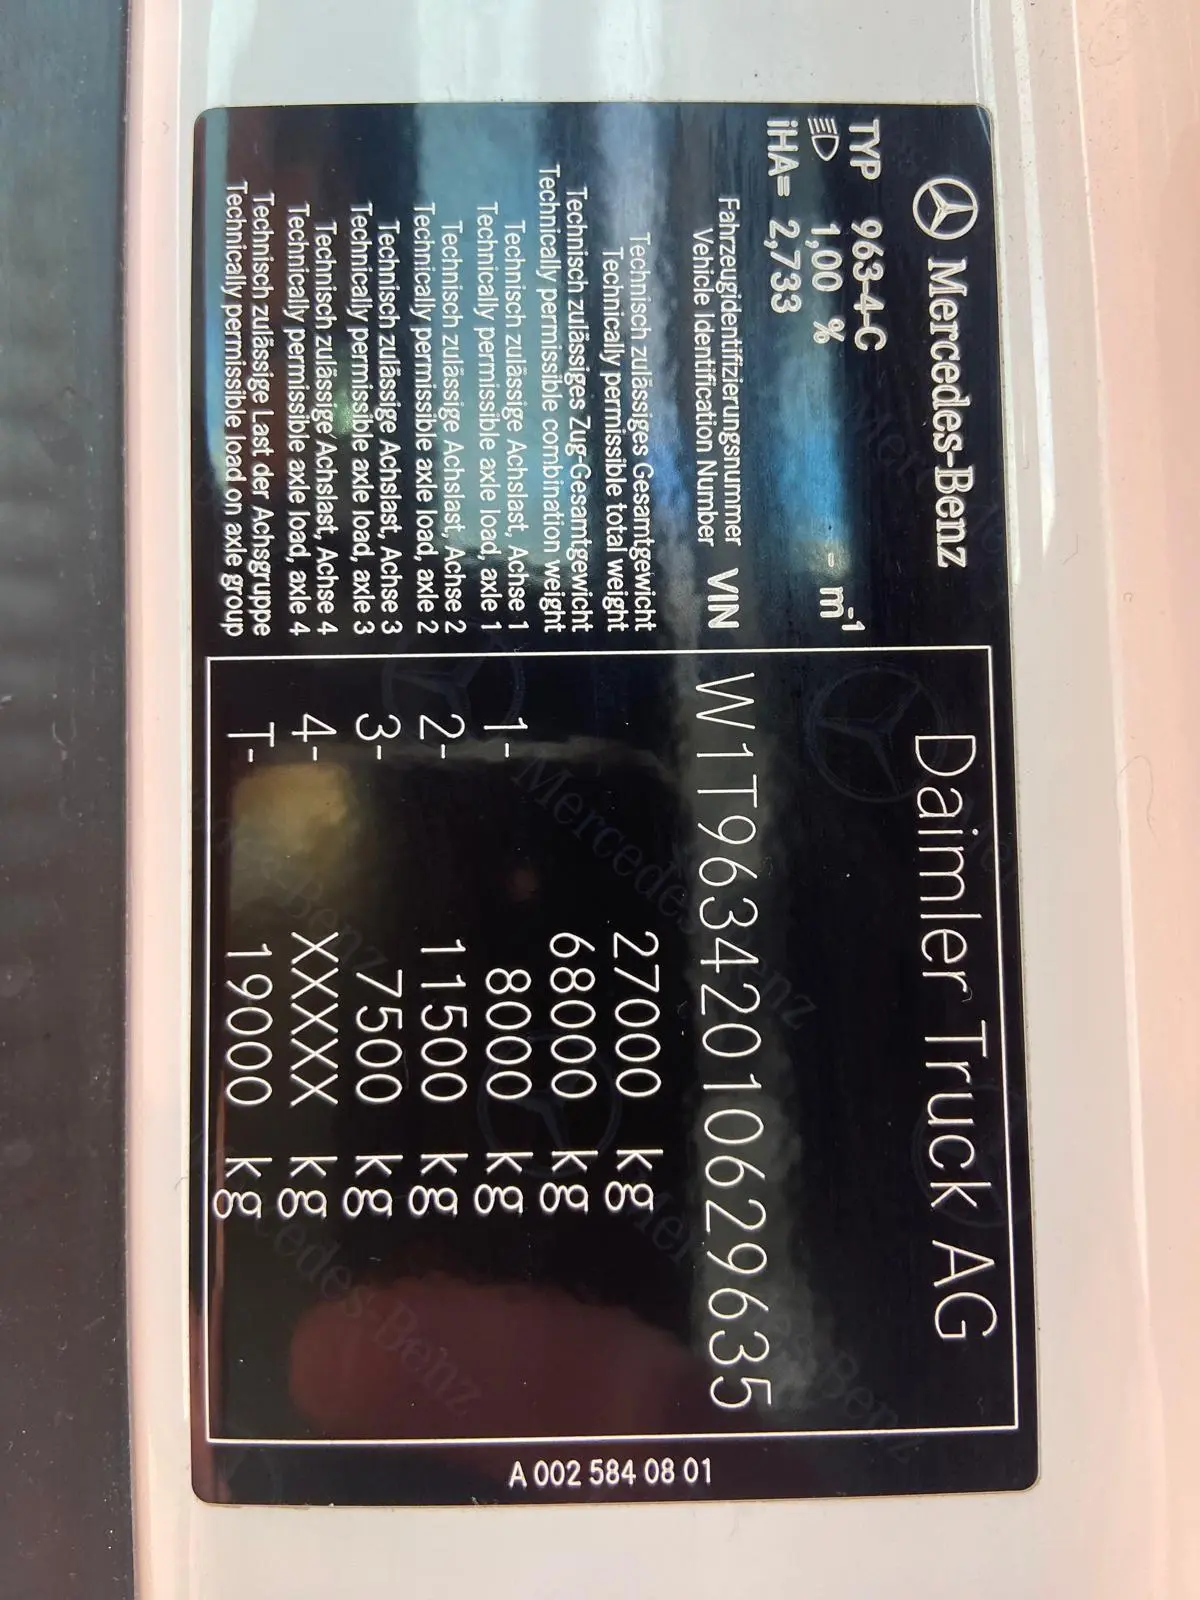 Mercedes-Benz
Daimler Truck AG
TYP 963-4-C
1,00 % - m⁻¹
iHA= 2,733
Fahrzeugidentifizierungsnummer
Vehicle Identification Number VIN W1T96342010629635
Technisch zulässiges Gesamtgewicht
Technically permissible total weight 27000 kg
Technisch zulässiges Zug-Gesamtgewicht
Technically permissible combination weight 68000 kg
Technisch zulässige Achslast, Achse 1
Technically permissible axle load, axle 1 1- 8000 kg
Technisch zulässige Achslast, Achse 2
Technically permissible axle load, axle 2 2- 11500 kg
Technisch zulässige Achslast, Achse 3
Technically permissible axle load, axle 3 3- 7500 kg
Technisch zulässige Achslast, Achse 4
Technically permissible axle load, axle 4 4- XXXXX kg
Technisch zulässige Last der Achsgruppe
Technically permissible load on axle group T- 19000 kg
A 002 584 08 01